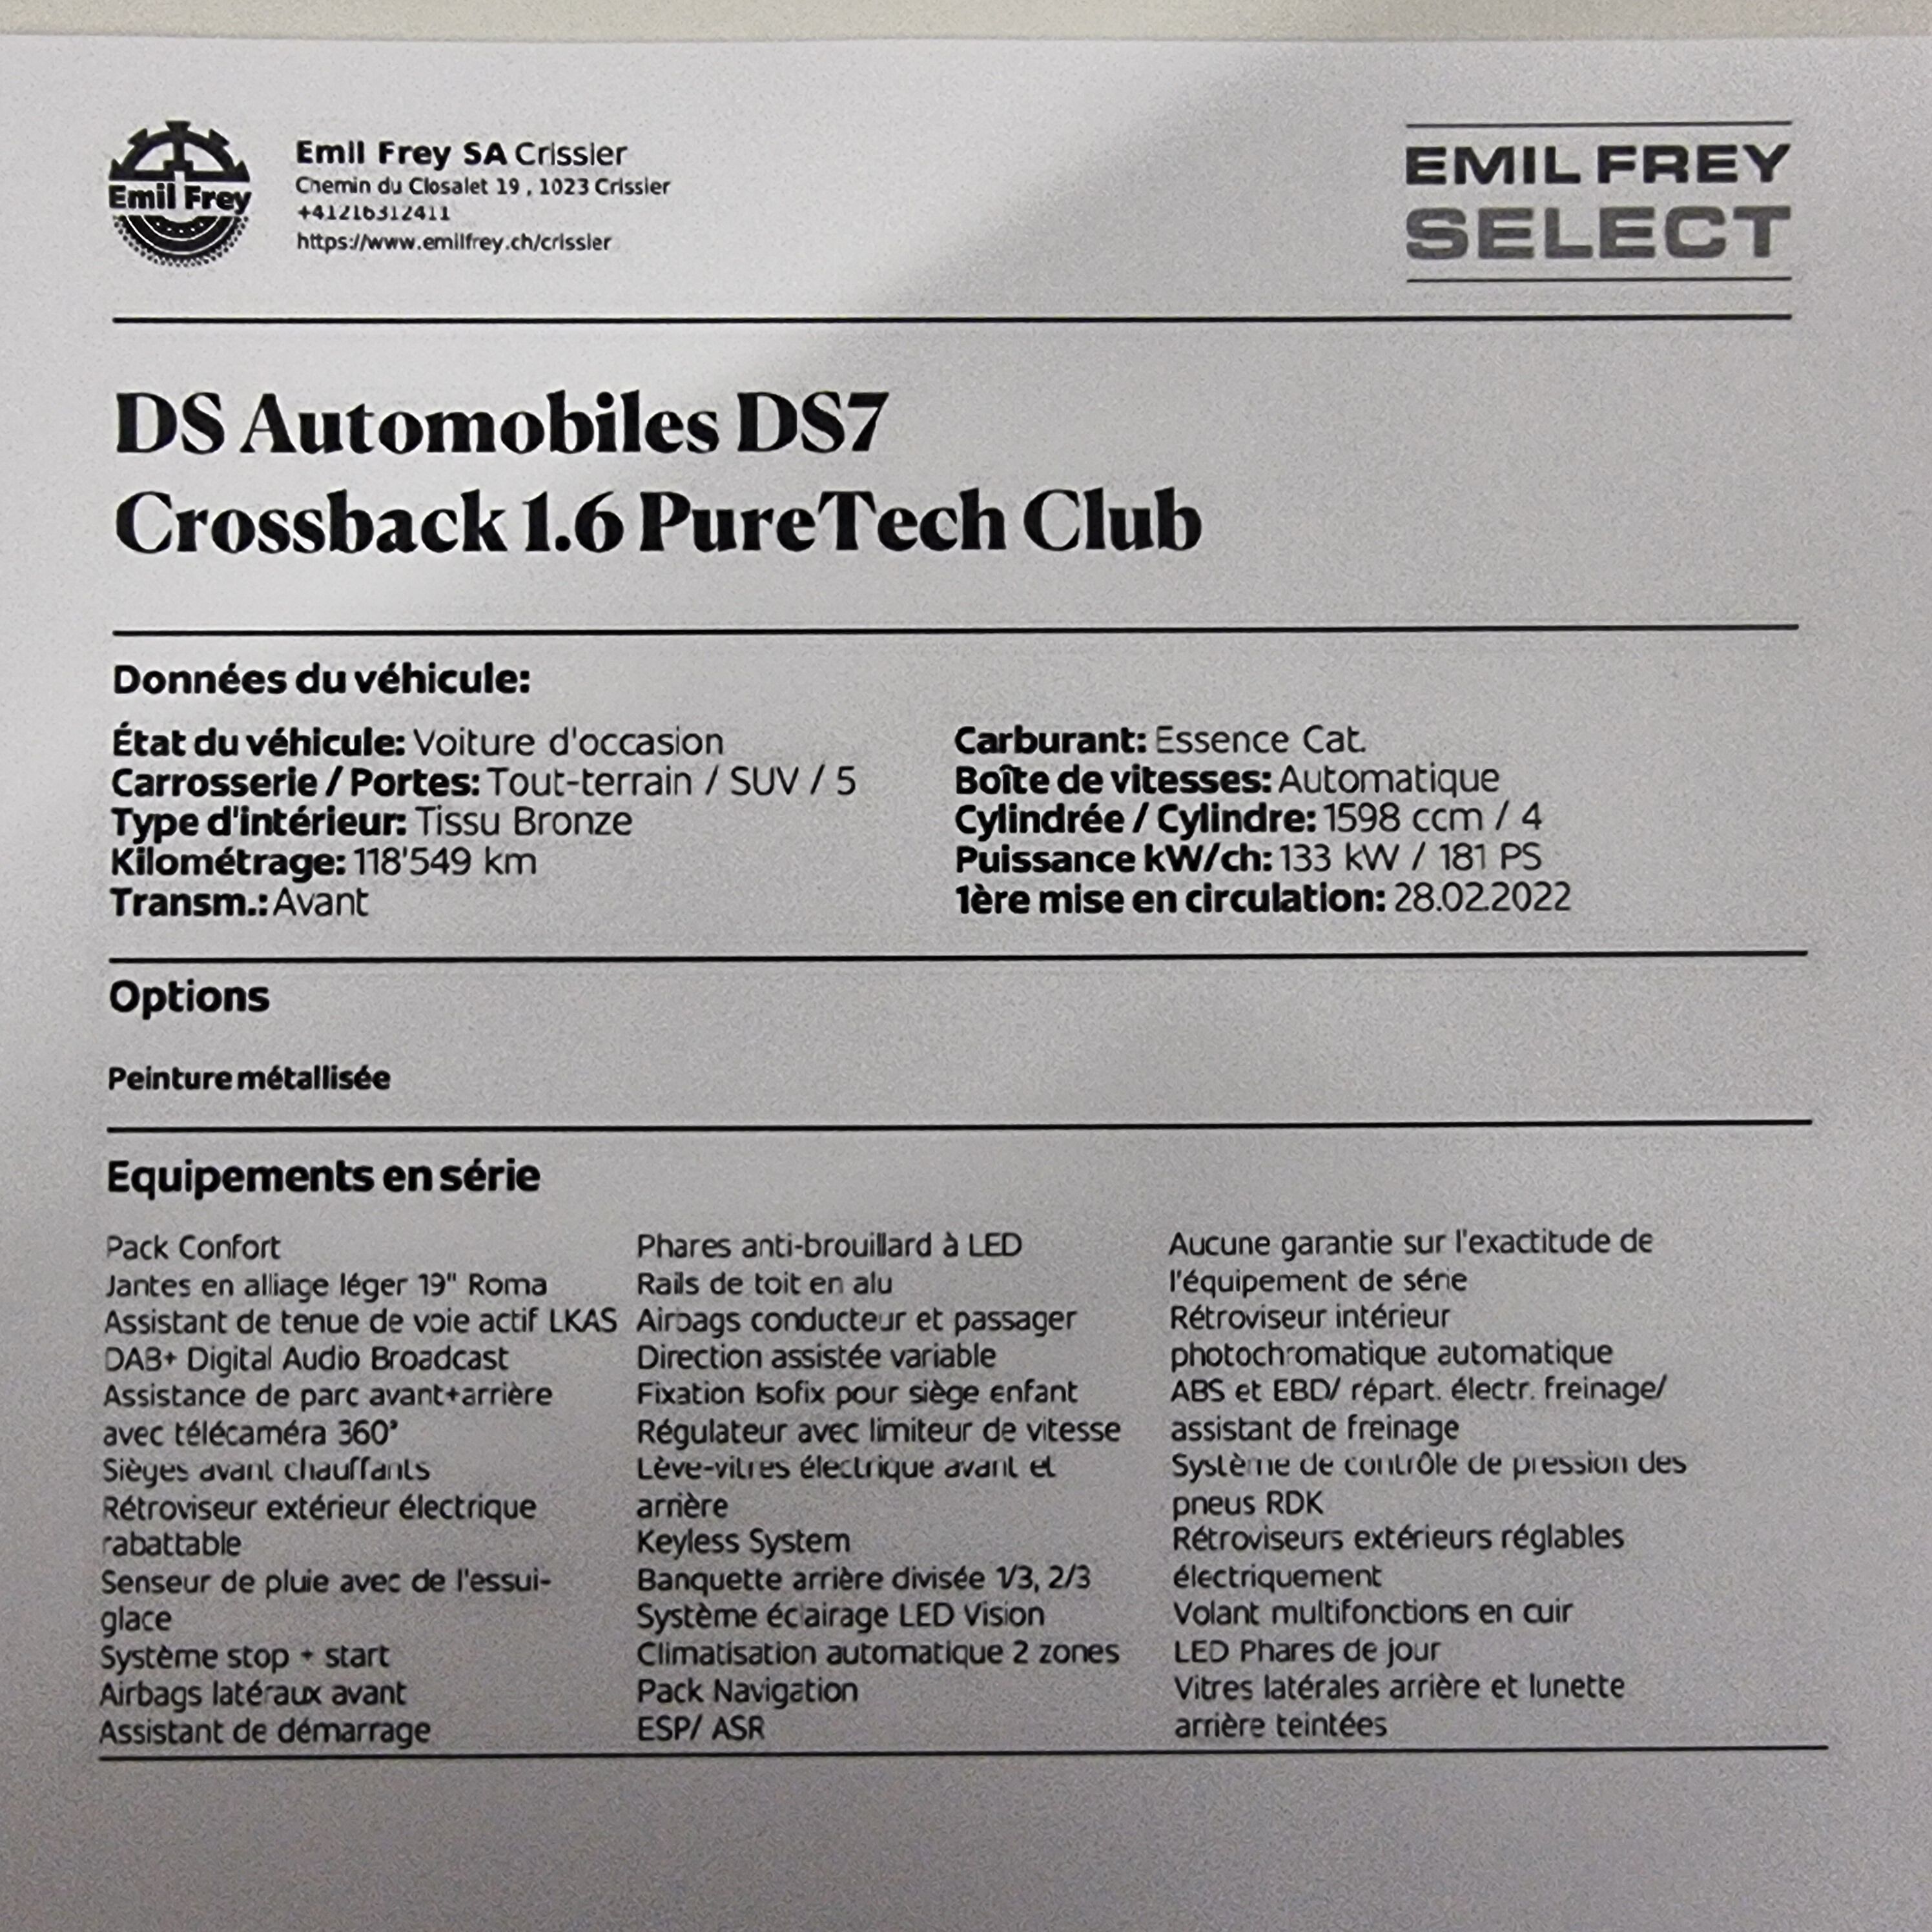 Emil Frey
Emil Frey SA Crissier
Chemin du Closalet 19 , 1023 Crissier
+41216312411
https://www.emilfrey.ch/crissier
EMIL FREY
SELECT
DS Automobiles DS7
Crossback 1.6 PureTech Club
Données du véhicule:
État du véhicule: Voiture d'occasion
Carrosserie / Portes: Tout-terrain / SUV / 5
Type d'intérieur: Tissu Bronze
Kilométrage: 118'549 km
Transm.: Avant
Carburant: Essence Cat.
Boîte de vitesses: Automatique
Cylindrée / Cylindre: 1598 ccm / 4
Puissance kW/ch: 133 kW / 181 PS
1ère mise en circulation: 28.02.2022
Options
Peinture métallisée
Equipements en série
Pack Confort
Jantes en alliage léger 19" Roma
Assistant de tenue de voie actif LKAS
DAB+ Digital Audio Broadcast
Assistance de parc avant+arrière
avec télécaméra 360°
Sièges avant chauffants
Rétroviseur extérieur électrique
rabattable
Senseur de pluie avec de l'essui-
glace
Système stop + start
Airbags latéraux avant
Assistant de démarrage
Phares anti-brouillard à LED
Rails de toit en alu
Airbags conducteur et passager
Direction assistée variable
Fixation Isofix pour siège enfant
Régulateur avec limiteur de vitesse
Lève-vitres électrique avant et
arrière
Keyless System
Banquette arrière divisée 1/3, 2/3
Système éclairage LED Vision
Climatisation automatique 2 zones
Pack Navigation
ESP/ ASR
Aucune garantie sur l'exactitude de
l'équipement de série
Rétroviseur intérieur
photochromatique automatique
ABS et EBD/ répart. électr. freinage/
assistant de freinage
Système de contrôle de pression des
pneus RDK
Rétroviseurs extérieurs réglables
électriquement
Volant multifonctions en cuir
LED Phares de jour
Vitres latérales arrière et lunette
arrière teintées